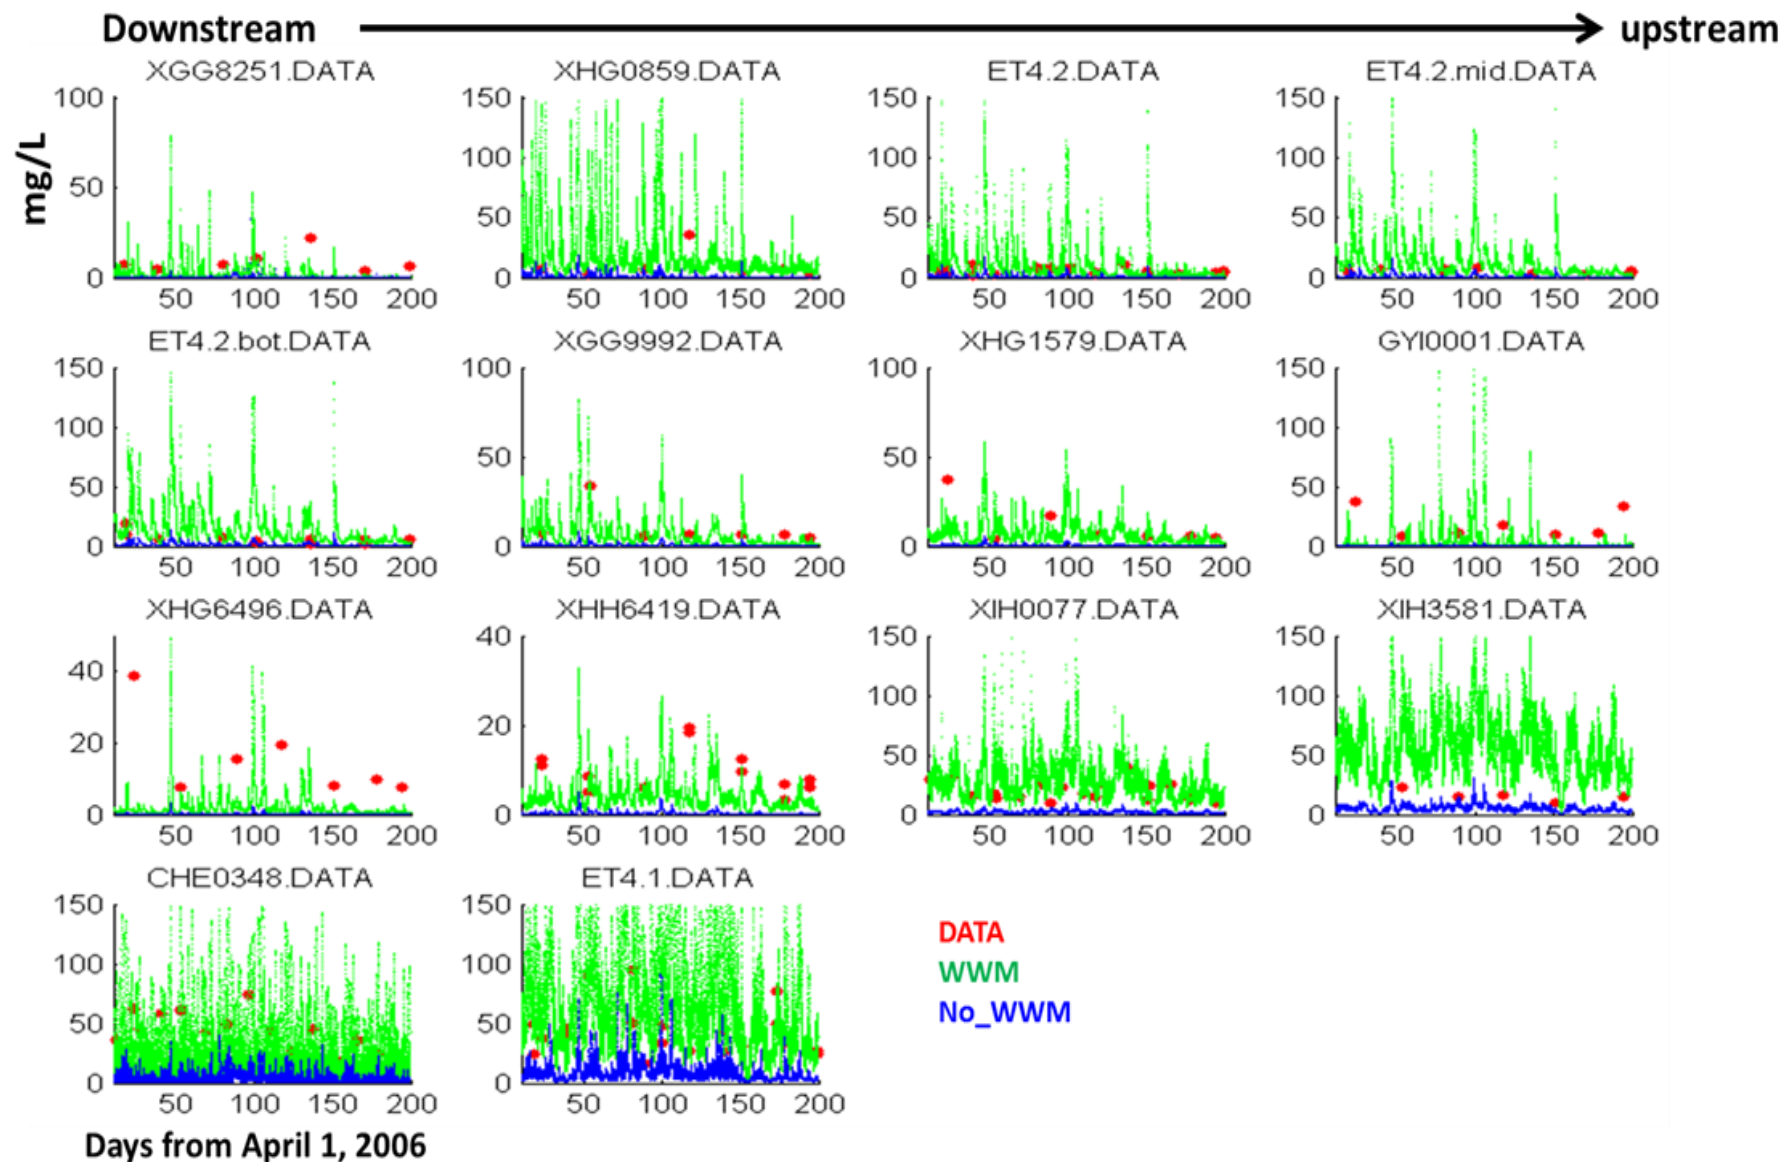 Downstream upstream
XGG8251.DATA XHG0859.DATA ET4.2.DATA ET4.2.mid.DATA
mg/L
100 150 150 150
50 100 100 100
50 50 50
0 0 0 0
50 100 150 200 50 100 150 200 50 100 150 200 50 100 150 200
ET4.2.bot.DATA XGG9992.DATA XHG1579.DATA GYI0001.DATA
150 100 100 150
100 50 50 100
50 50
0 0 0 0
50 100 150 200 50 100 150 200 50 100 150 200 50 100 150 200
XHG6496.DATA XHH6419.DATA XIH0077.DATA XIH3581.DATA
40 40 150 150
20 20 100 100
50 50
0 0 0 0
50 100 150 200 50 100 150 200 50 100 150 200 50 100 150 200
CHE0348.DATA ET4.1.DATA
150 150
100 100
50 50
0 0
50 100 150 200 50 100 150 200
DATA
WWM
No_WWM
Days from April 1, 2006